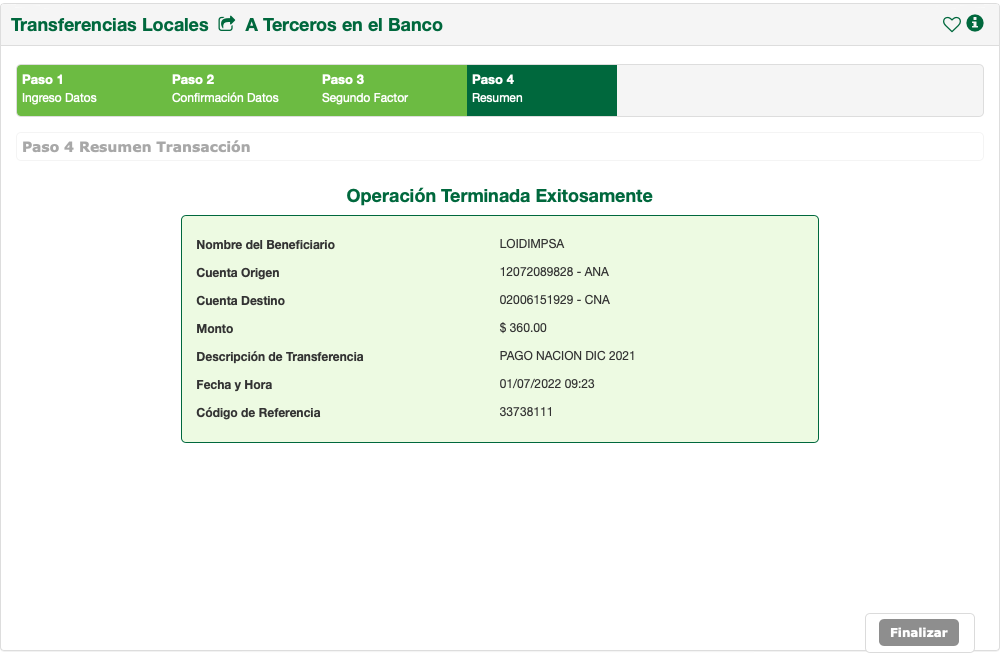 Transferencias Locales A Terceros en el Banco
Paso 1 Paso 2 Paso 3 Paso 4
Ingreso Datos Confirmación Datos Segundo Factor Resumen
Paso 4 Resumen Transacción
Operación Terminada Exitosamente
Nombre del Beneficiario LOIDIMPSA
Cuenta Origen 12072089828 - ANA
Cuenta Destino 02006151929 - CNA
Monto $ 360.00
Descripción de Transferencia PAGO NACION DIC 2021
Fecha y Hora 01/07/2022 09:23
Código de Referencia 33738111
Finalizar